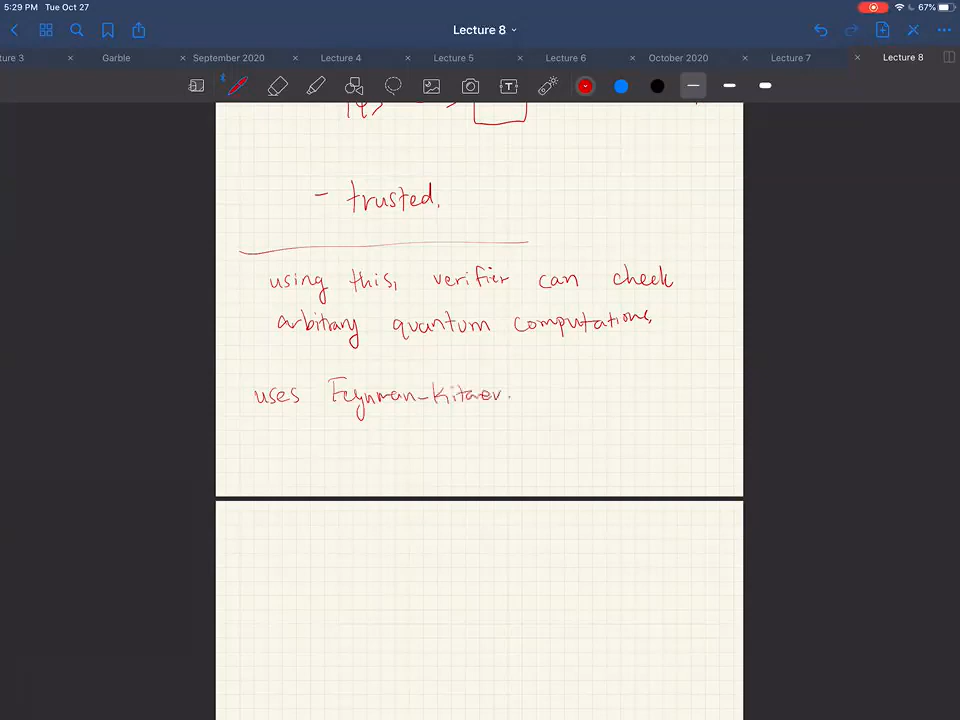 5:29 PM Tue Oct 27
67%
Lecture 8
ture 3
Garble
September 2020
Lecture 4
Lecture 5
Lecture 6
October 2020
Lecture 7
Lecture 8
- trusted.
using this, verifier can check
arbitrary quantum computations,
uses Feynman-Kitaev.